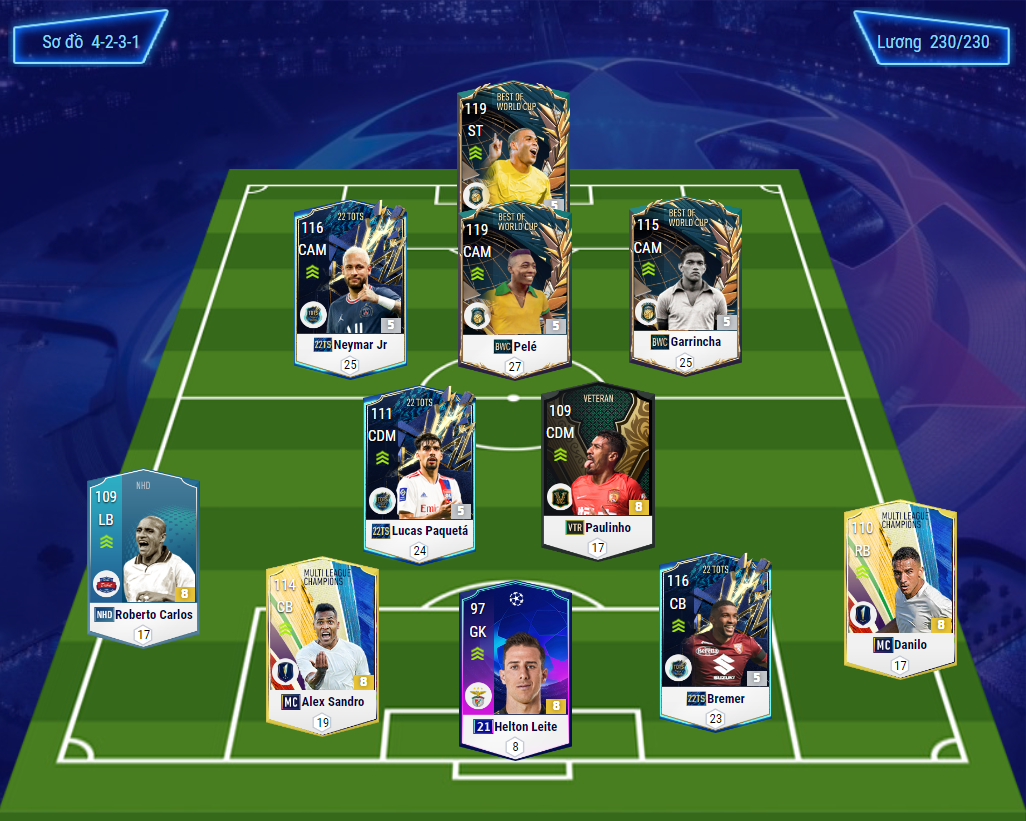 Sơ đồ 4-2-3-1
Lương 230/230
BEST OF
WORLD CUP
119
ST
5
22 TOTS
116
CAM
5
22TS Neymar Jr
25
BEST OF
WORLD CUP
119
CAM
5
BWC Pelé
27
BEST OF
WORLD CUP
115
CAM
5
BWC Garrincha
25
22 TOTS
111
CDM
5
22TS Lucas Paquetá
24
VETERAN
109
CDM
8
VTR Paulinho
17
NHD
109
LB
8
NHD Roberto Carlos
17
MULTI LEAGUE
CHAMPIONS
114
CB
8
MC Alex Sandro
19
97
GK
8
21 Helton Leite
8
22 TOTS
116
CB
Beretta
SUZUKI
5
22TS Bremer
23
MULTI LEAGUE
CHAMPIONS
110
RB
8
MC Danilo
17